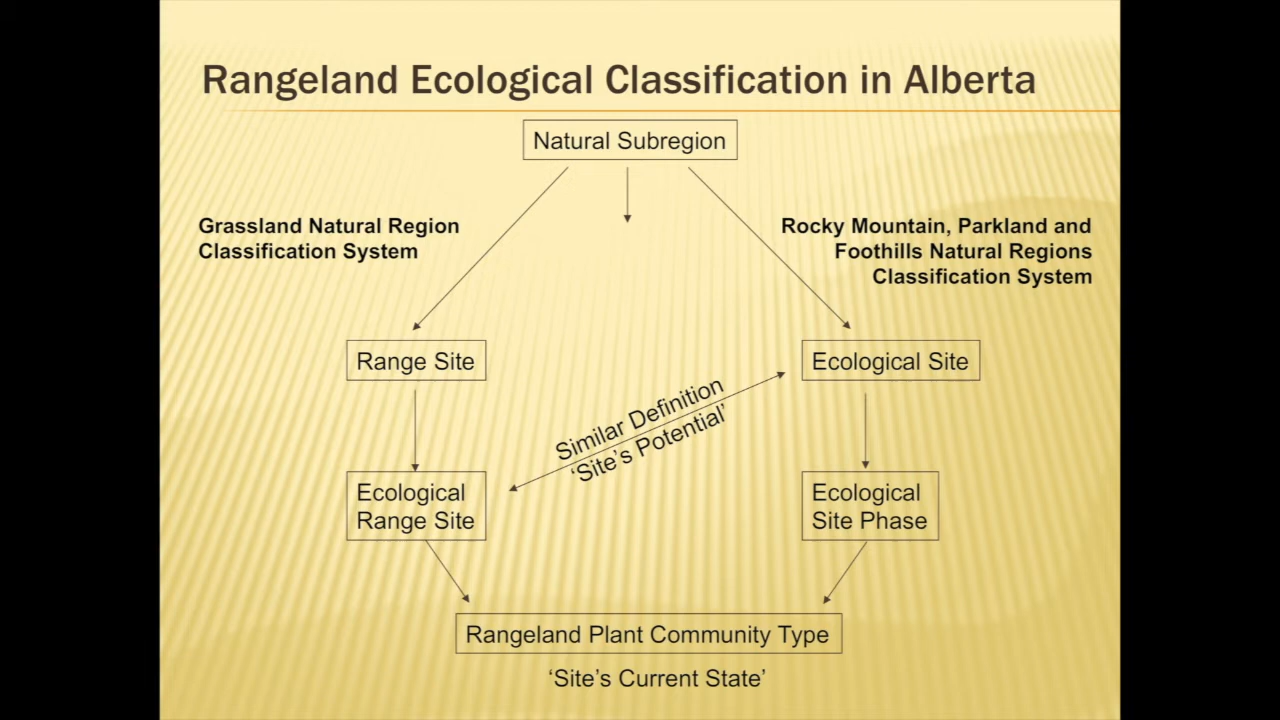 Rangeland Ecological Classification in Alberta
Natural Subregion
Grassland Natural Region
Classification System
Rocky Mountain, Parkland and
Foothills Natural Regions
Classification System
Range Site
Ecological Site
Similar Definition
‘Site’s Potential’
Ecological
Range Site
Ecological
Site Phase
Rangeland Plant Community Type
‘Site’s Current State’